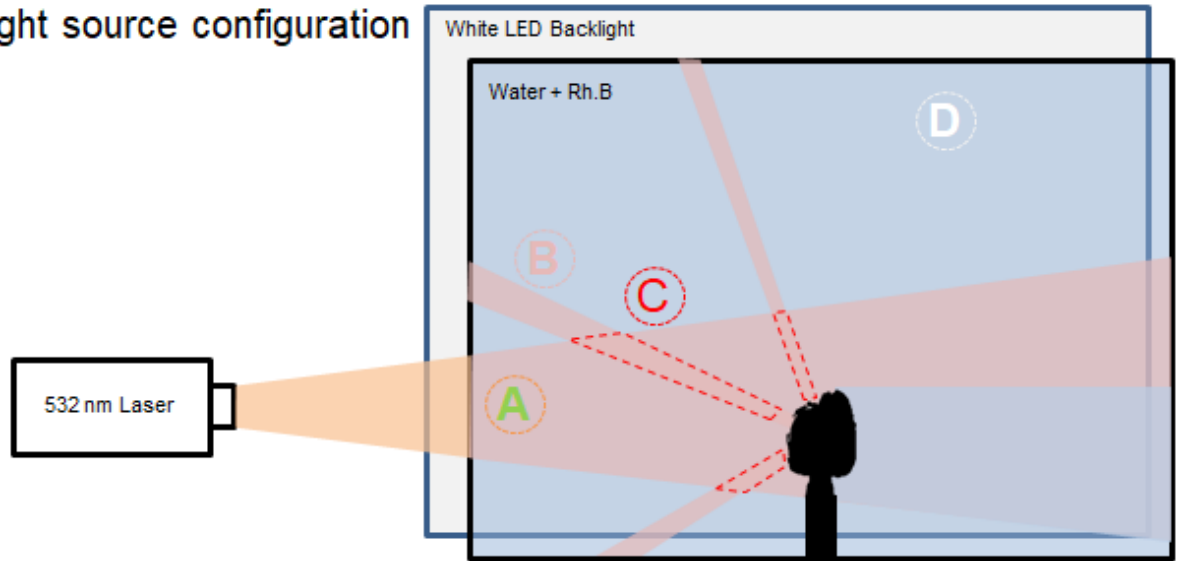 ght source configuration
White LED Backlight
Water + Rh.B
D
B
C
532 nm Laser
A